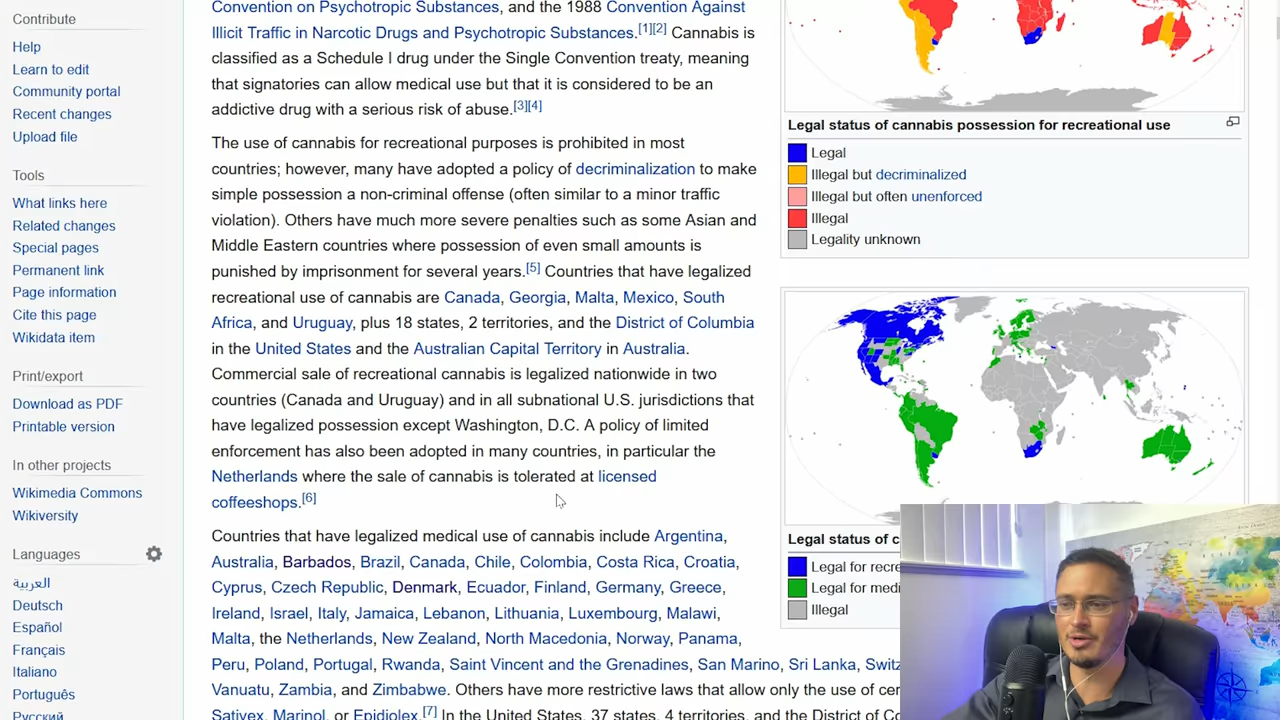 Contribute
Help
Learn to edit
Community portal
Recent changes
Upload file
Tools
What links here
Related changes
Special pages
Permanent link
Page information
Cite this page
Wikidata item
Print/export
Download as PDF
Printable version
In other projects
Wikimedia Commons
Wikiversity
Languages
العربية
Deutsch
Español
Français
Italiano
Português
Русский
Convention on Psychotropic Substances, and the 1988 Convention Against
Illicit Traffic in Narcotic Drugs and Psychotropic Substances.[1][2] Cannabis is
classified as a Schedule I drug under the Single Convention treaty, meaning
that signatories can allow medical use but that it is considered to be an
addictive drug with a serious risk of abuse.[3][4]
The use of cannabis for recreational purposes is prohibited in most
countries; however, many have adopted a policy of decriminalization to make
simple possession a non-criminal offense (often similar to a minor traffic
violation). Others have much more severe penalties such as some Asian and
Middle Eastern countries where possession of even small amounts is
punished by imprisonment for several years.[5] Countries that have legalized
recreational use of cannabis are Canada, Georgia, Malta, Mexico, South
Africa, and Uruguay, plus 18 states, 2 territories, and the District of Columbia
in the United States and the Australian Capital Territory in Australia.
Commercial sale of recreational cannabis is legalized nationwide in two
countries (Canada and Uruguay) and in all subnational U.S. jurisdictions that
have legalized possession except Washington, D.C. A policy of limited
enforcement has also been adopted in many countries, in particular the
Netherlands where the sale of cannabis is tolerated at licensed
coffeeshops.[6]
Countries that have legalized medical use of cannabis include Argentina,
Australia, Barbados, Brazil, Canada, Chile, Colombia, Costa Rica, Croatia,
Cyprus, Czech Republic, Denmark, Ecuador, Finland, Germany, Greece,
Ireland, Israel, Italy, Jamaica, Lebanon, Lithuania, Luxembourg, Malawi,
Malta, the Netherlands, New Zealand, North Macedonia, Norway, Panama,
Peru, Poland, Portugal, Rwanda, Saint Vincent and the Grenadines, San Marino, Sri Lanka, Switz
Vanuatu, Zambia, and Zimbabwe. Others have more restrictive laws that allow only the use of cer
Sativex, Marinol, or Epidiolex.[7] In the United States, 37 states, 4 territories, and the District of Co
Legal status of cannabis possession for recreational use
Legal
Illegal but decriminalized
Illegal but often unenforced
Illegal
Legality unknown
Legal status of c
Legal for recre
Legal for medi
Illegal